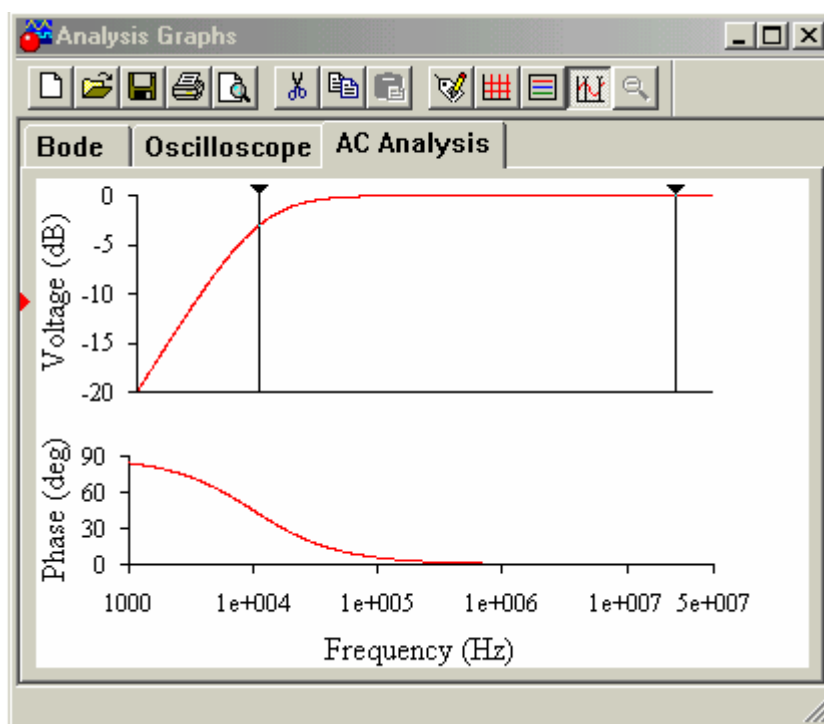 Analysis Graphs
Bode Oscilloscope AC Analysis
Voltage (dB)
0
-5
-10
-15
-20
Phase (deg)
90
60
30
0
1000 1e+004 1e+005 1e+006 1e+007 5e+007
Frequency (Hz)